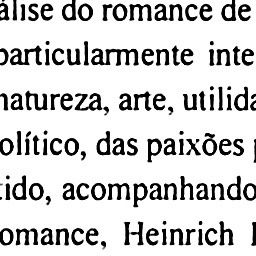 álise do romance de
particularmente inte
natureza, arte, utilida
olítico, das paixões
tido, acompanhando
omance, Heinrich